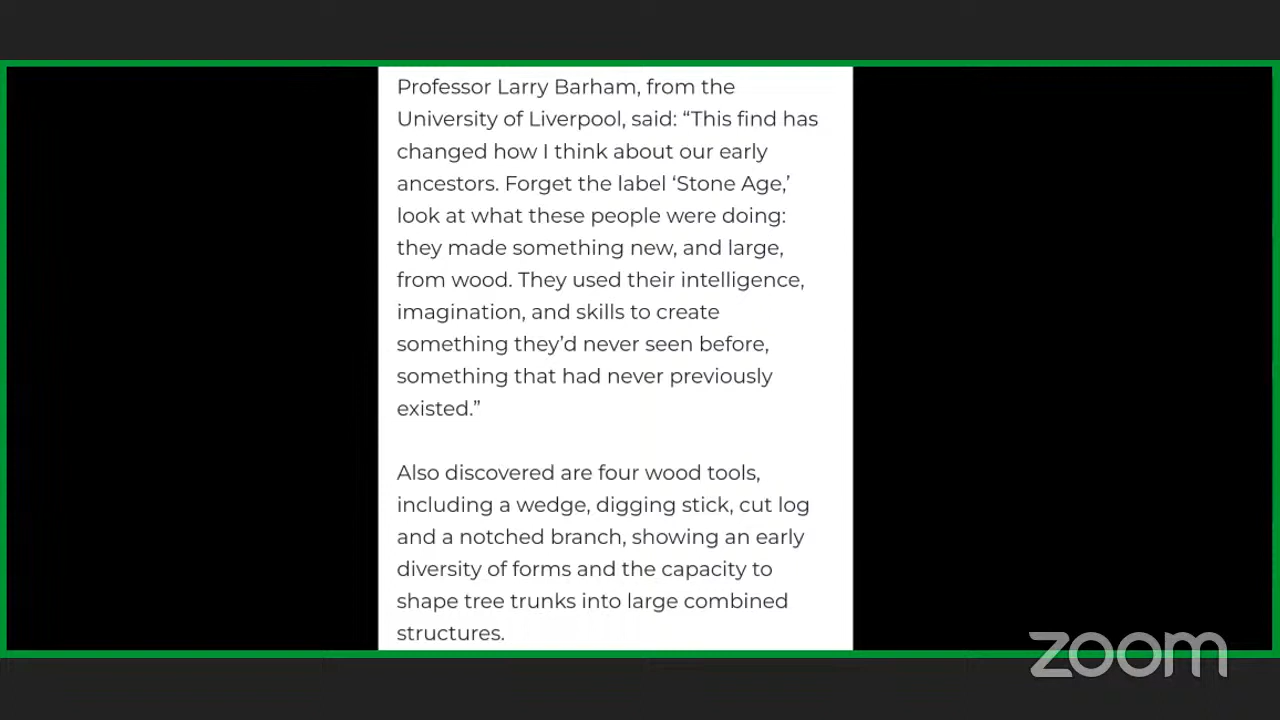 Professor Larry Barham, from the
University of Liverpool, said: “This find has
changed how I think about our early
ancestors. Forget the label ‘Stone Age,’
look at what these people were doing:
they made something new, and large,
from wood. They used their intelligence,
imagination, and skills to create
something they’d never seen before,
something that had never previously
existed.”
Also discovered are four wood tools,
including a wedge, digging stick, cut log
and a notched branch, showing an early
diversity of forms and the capacity to
shape tree trunks into large combined
structures.
zoom